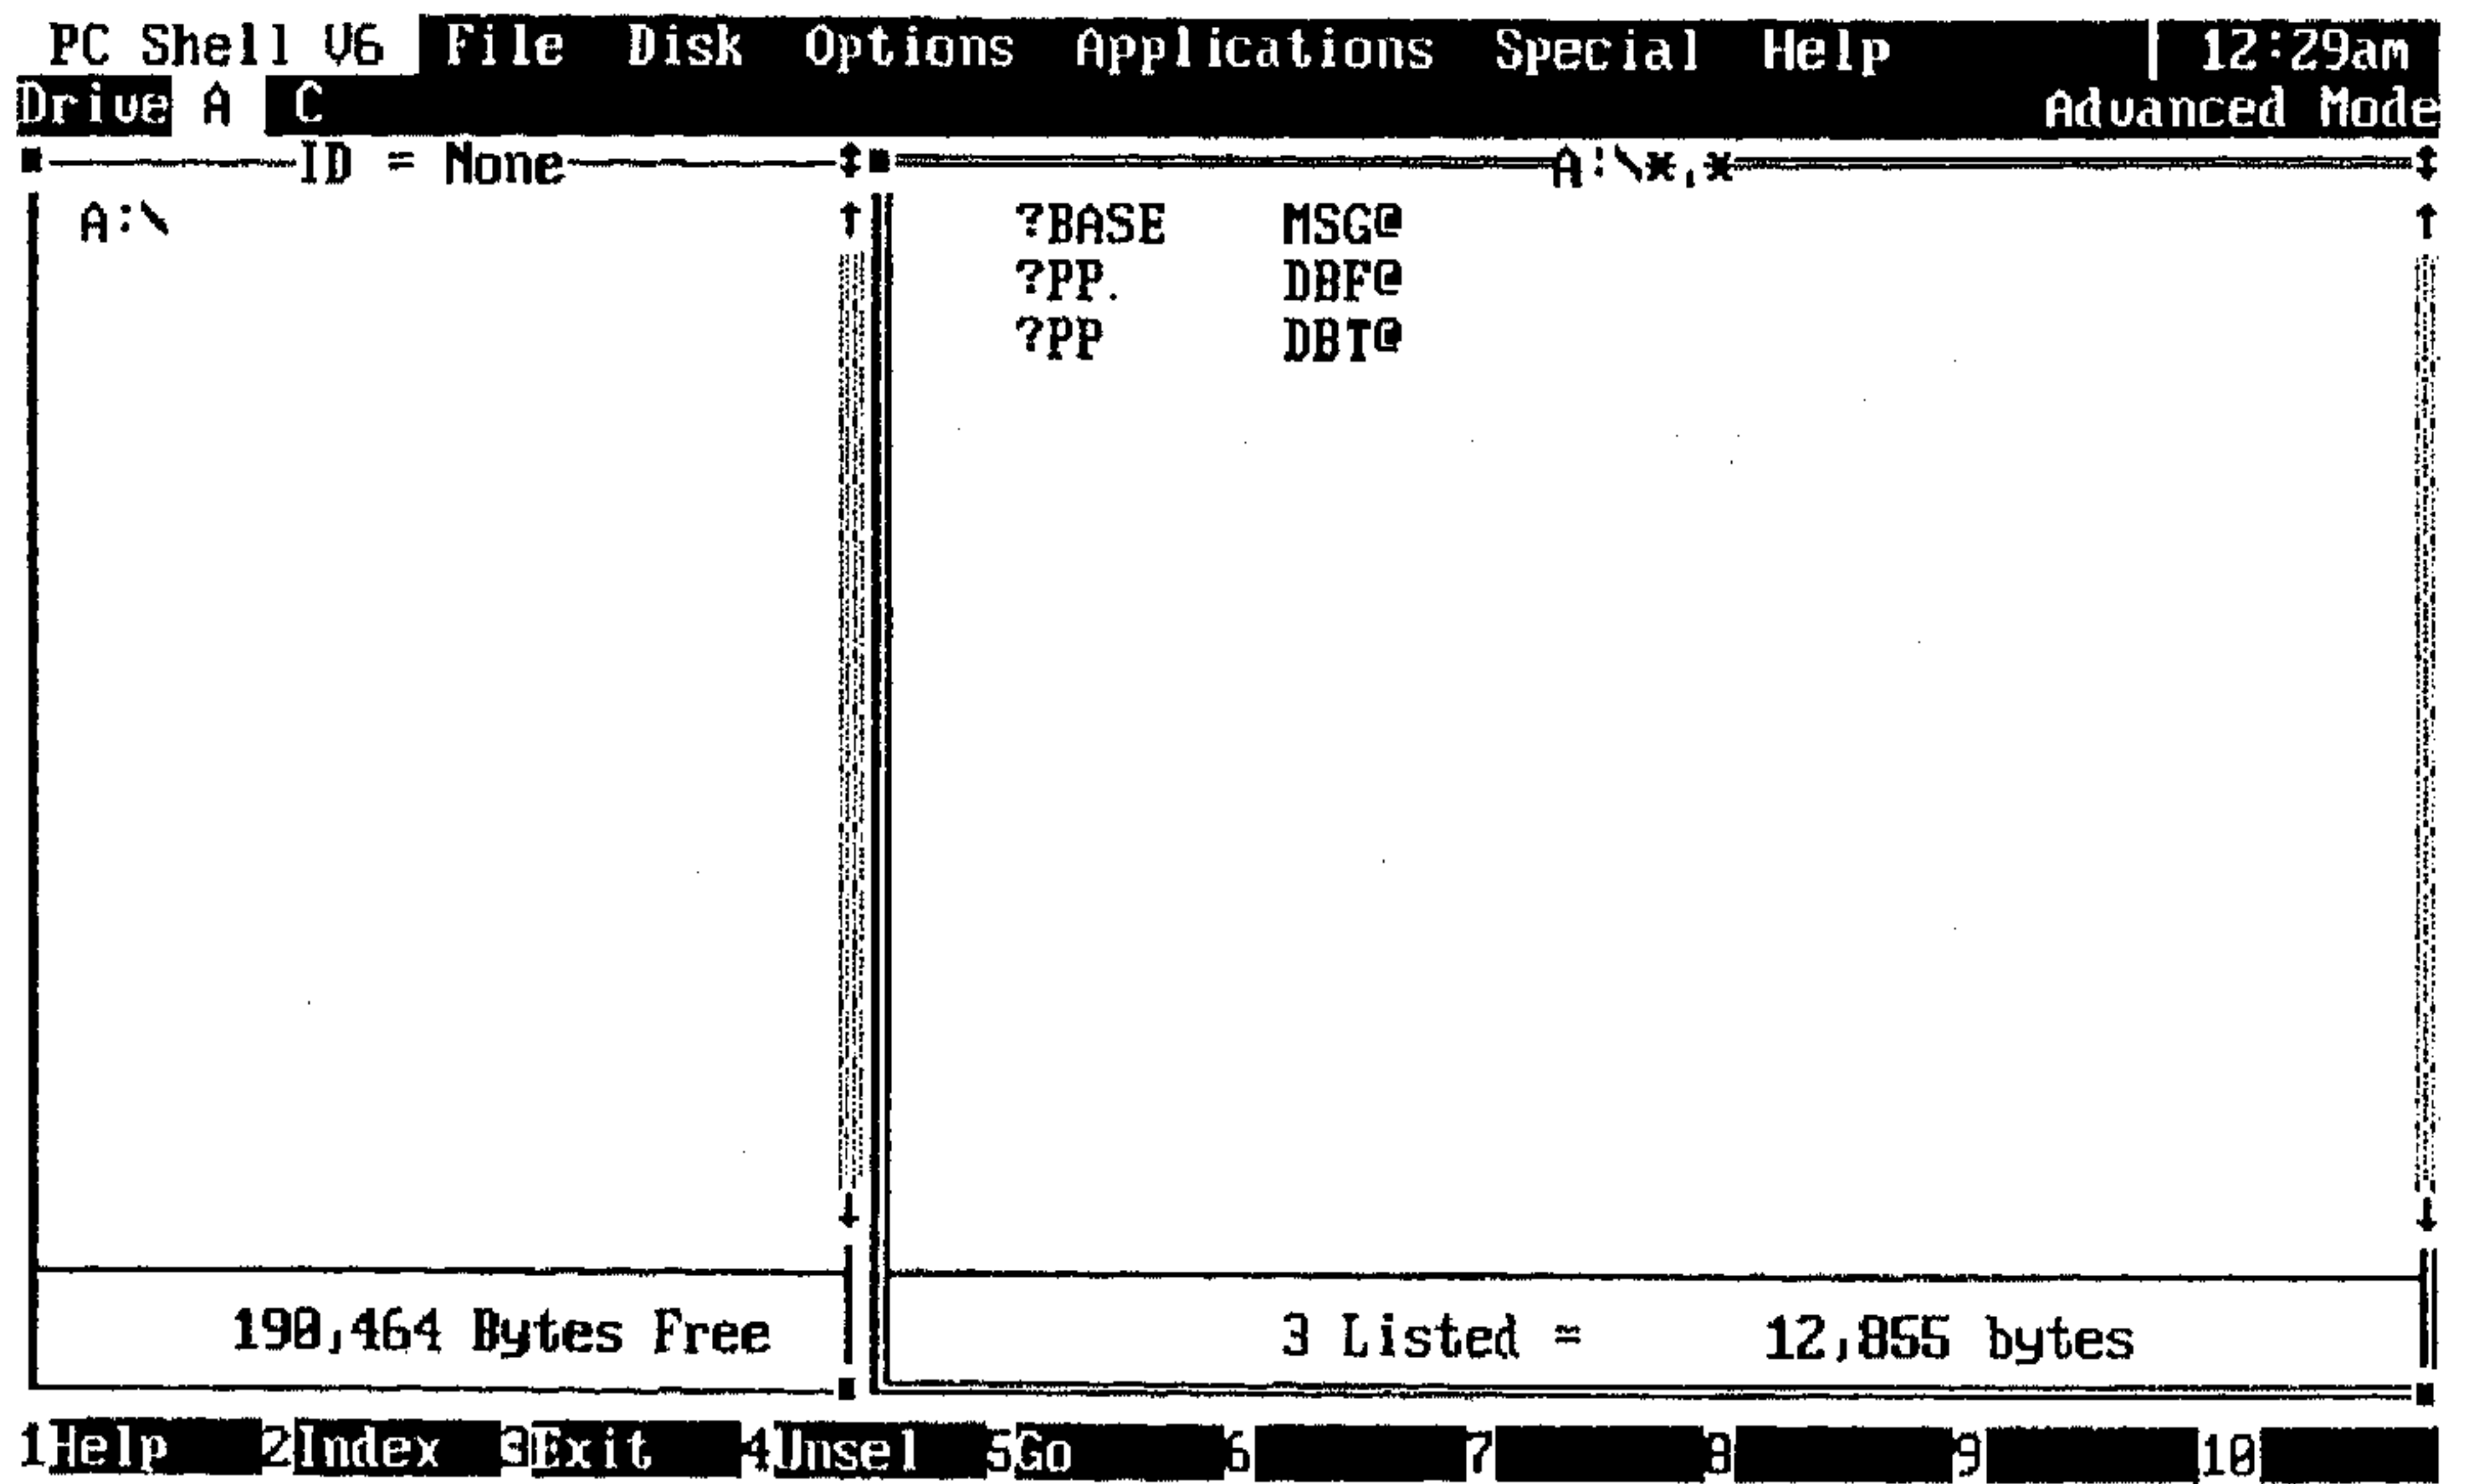 PC Shell V6 File Disk Options Applications Special Help 12:29am
Drive A C Advanced Mode
ID = None
A:\*.*
A:\
?BASE MSG@
?PP. DBF@
?PP DBT@
190,464 Bytes Free
3 Listed = 12,855 bytes
1Help 2Index 3Exit 4Unsel 5Go 6 7 8 9 10